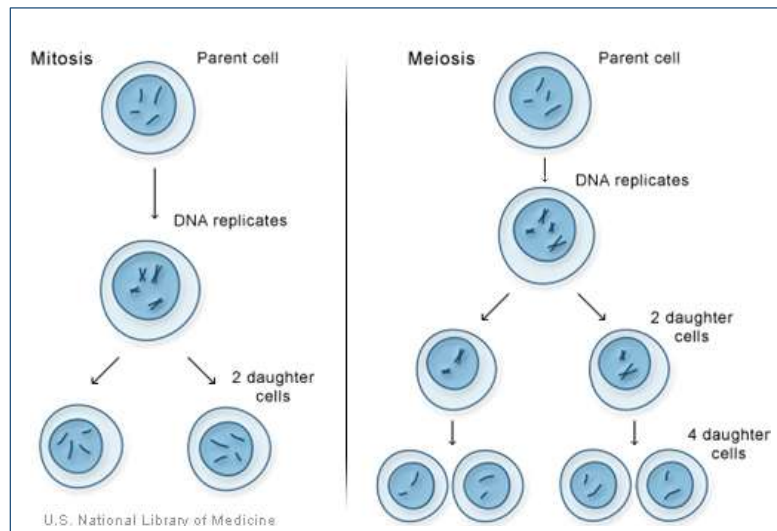 Mitosis
Parent cell
DNA replicates
2 daughter
cells
U.S. National Library of Medicine
Meiosis
Parent cell
DNA replicates
2 daughter
cells
4 daughter
cells